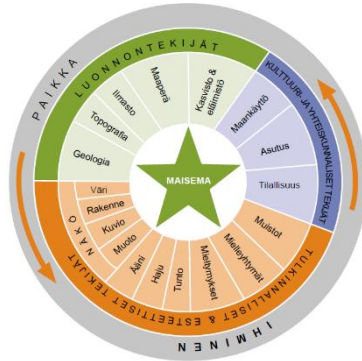 PAIKKA
LUONNONTEKIJÄT
Geologia
Topografia
Ilmasto
Maaperä
Kasvisto &
eläimistö
KULTTUURI- JA YHTEISKUNNALLISET TEKIJÄT
Maankäyttö
Asutus
Tilallisuus
MAISEMA
NÄKÖ
Väri
Rakenne
Kuvio
Muoto
Ääni
Haju
Tunto
Mieltymykset
Mielleyhtymät
Muistot
TULKINNALLISET & ESTEETTISET TEKIJÄT
IHMINEN